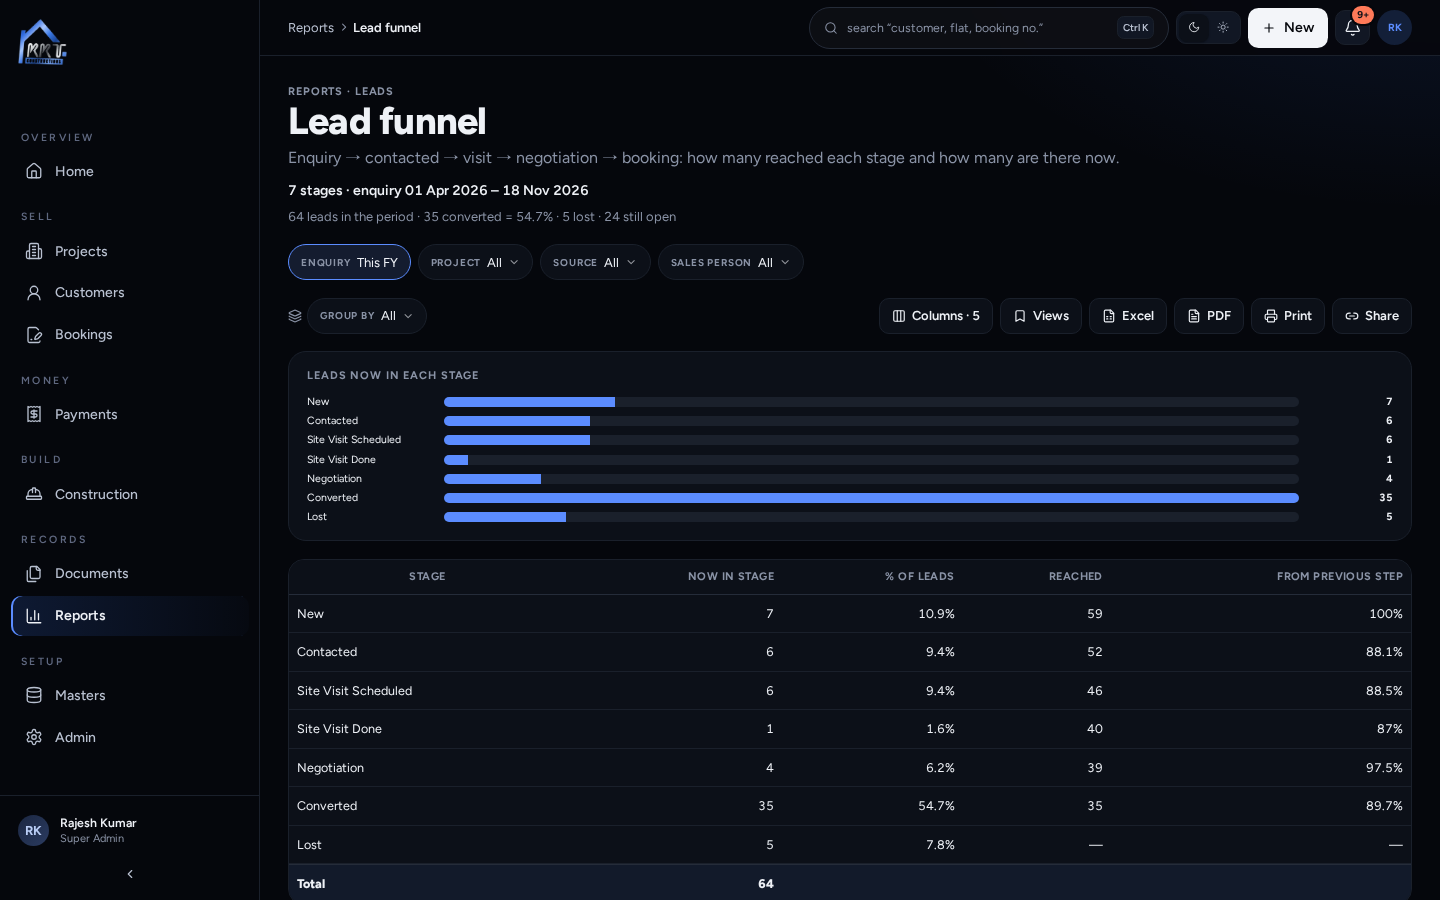 Reports > Lead funnel
search “customer, flat, booking no.”
Ctrl K
New
9+
RK
OVERVIEW
Home
SELL
Projects
Customers
Bookings
MONEY
Payments
BUILD
Construction
RECORDS
Documents
Reports
SETUP
Masters
Admin
RK
Rajesh Kumar
Super Admin
REPORTS · LEADS
Lead funnel
Enquiry → contacted → visit → negotiation → booking: how many reached each stage and how many are there now.
7 stages · enquiry 01 Apr 2026 – 18 Nov 2026
64 leads in the period · 35 converted = 54.7% · 5 lost · 24 still open
ENQUIRY This FY
PROJECT All
SOURCE All
SALES PERSON All
GROUP BY All
Columns · 5
Views
Excel
PDF
Print
Share
LEADS NOW IN EACH STAGE
New 7
Contacted 6
Site Visit Scheduled 6
Site Visit Done 1
Negotiation 4
Converted 35
Lost 5
STAGE NOW IN STAGE % OF LEADS REACHED FROM PREVIOUS STEP
New 7 10.9% 59 100%
Contacted 6 9.4% 52 88.1%
Site Visit Scheduled 6 9.4% 46 88.5%
Site Visit Done 1 1.6% 40 87%
Negotiation 4 6.2% 39 97.5%
Converted 35 54.7% 35 89.7%
Lost 5 7.8% — —
Total 64